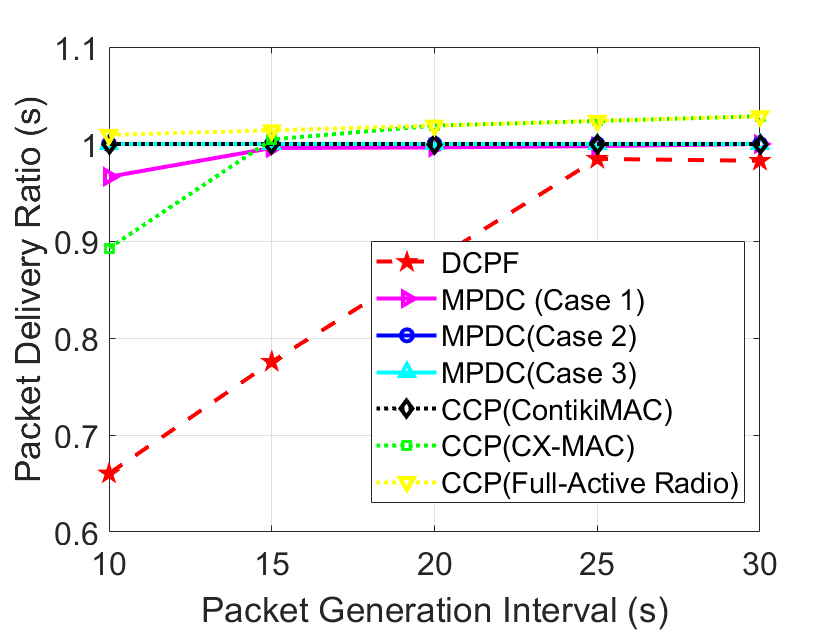 1.1
1
0.9
0.8
0.7
0.6
Packet Delivery Ratio (s)
DCPF
MPDC (Case 1)
MPDC(Case 2)
MPDC(Case 3)
CCP(ContikiMAC)
CCP(CX-MAC)
CCP(Full-Active Radio)
10 15 20 25 30
Packet Generation Interval (s)